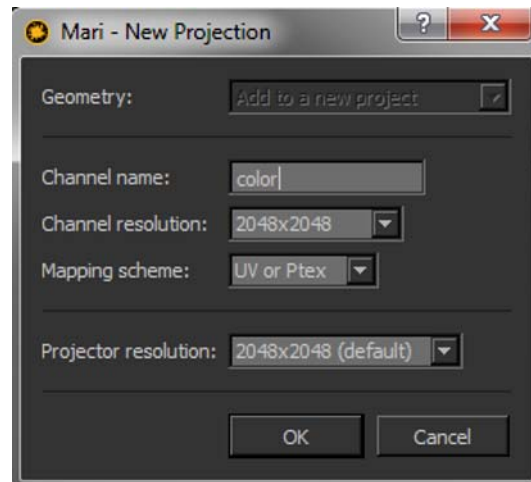 Mari - New Projection
?
Geometry: Add to a new project
Channel name: color
Channel resolution: 2048x2048
Mapping scheme: UV or Ptex
Projector resolution: 2048x2048 (default)
OK Cancel